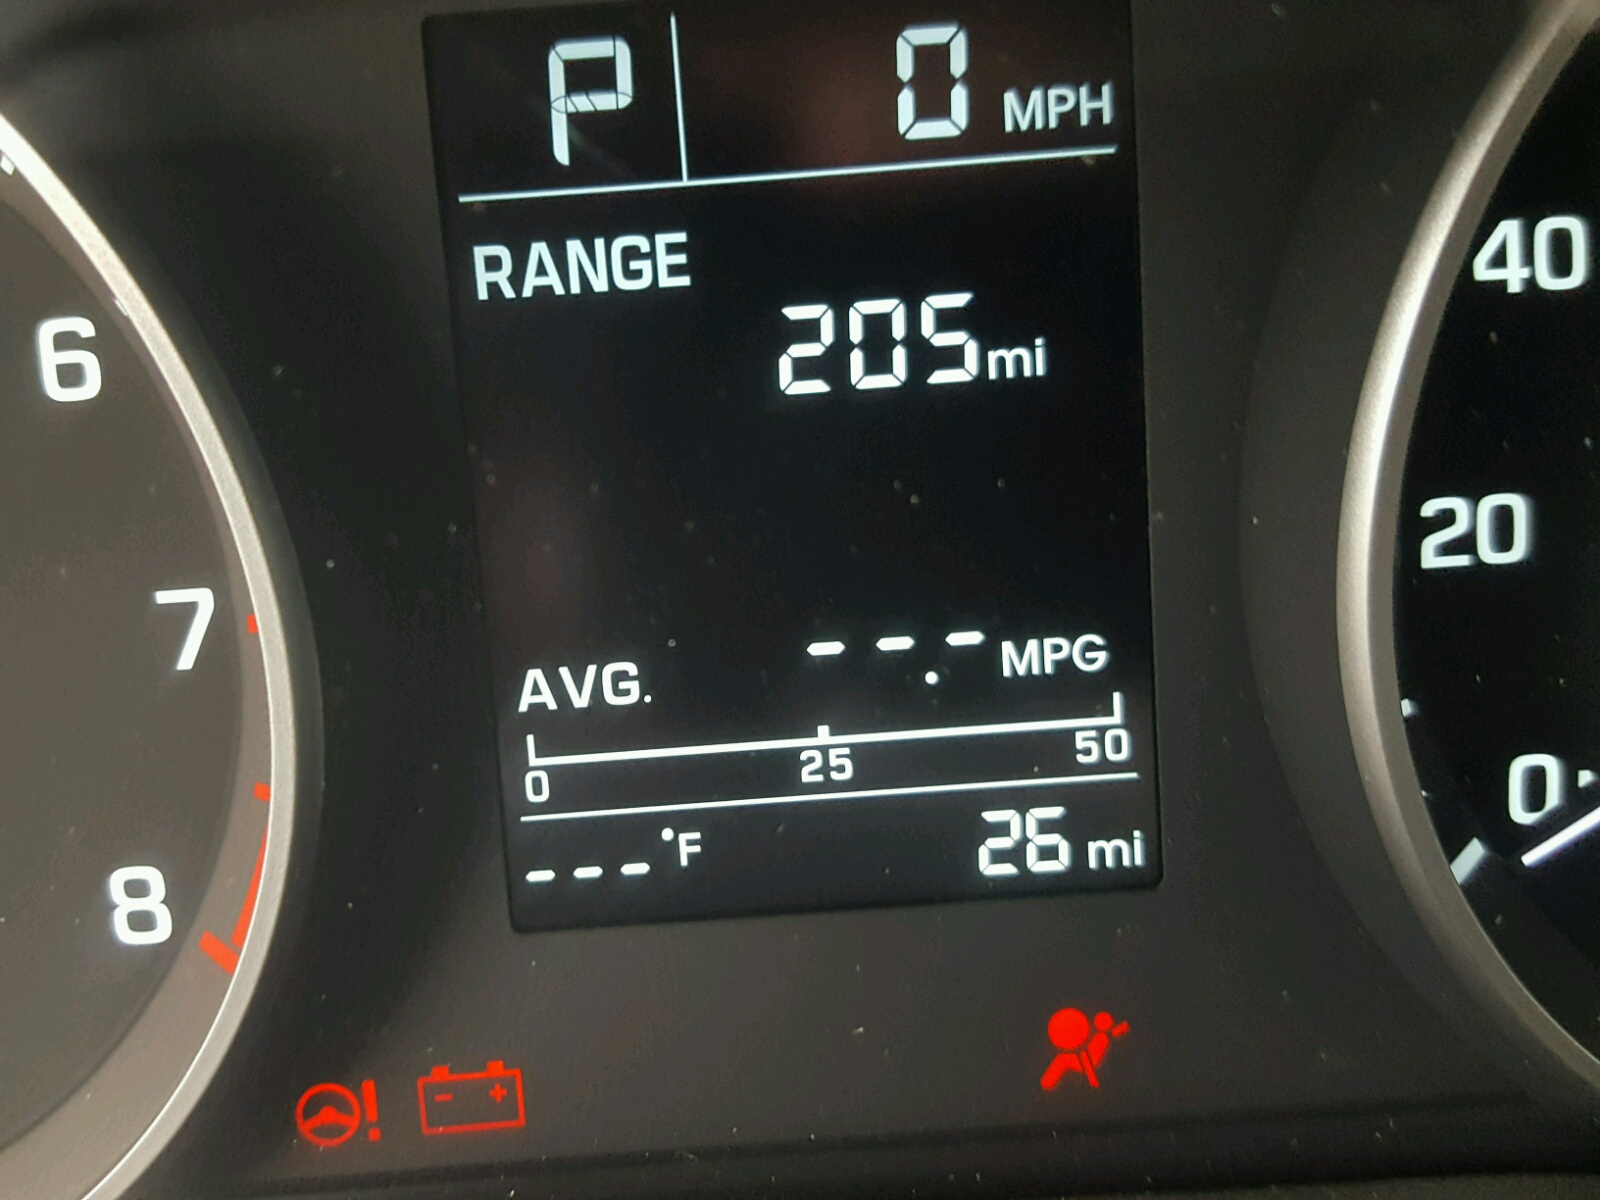 P 0 MPH
RANGE
205 mi
AVG. ---.- MPG
0 25 50
---°F 26 mi
6
7
8
40
20
0